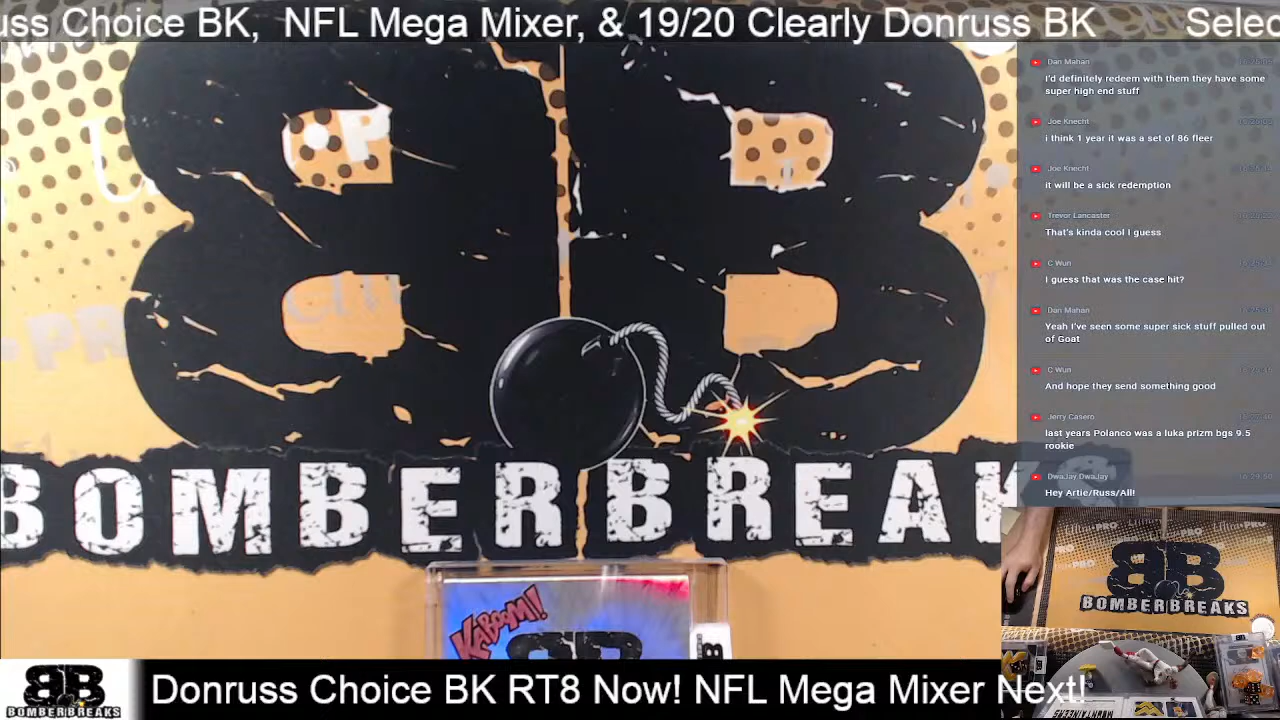 uss Choice BK,  NFL Mega Mixer, & 19/20 Clearly Donruss BK
Selec
Dan Mahan
I'd definitely redeem with them they have some
super high end stuff
Joe Knecht
i think 1 year it was a set of 86 fleer
Joe Knecht
it will be a sick redemption
Trevor Lancaster
That's kinda cool I guess
C Wun
I guess that was the case hit?
Dan Mahan
Yeah I've seen some super sick stuff pulled out
of Goat
C Wun
And hope they send something good
Jerry Casero
last years Polanco was a luka prizm bgs 9.5
rookie
DwaJay DwaJay
Hey Artie/Russ/All!
BB
BOMBERBREAK
KABOOM!!
BB
BOMBERBREAKS
BB
BOMBERBREAKS
Donruss Choice BK RT8 Now! NFL Mega Mixer Next!